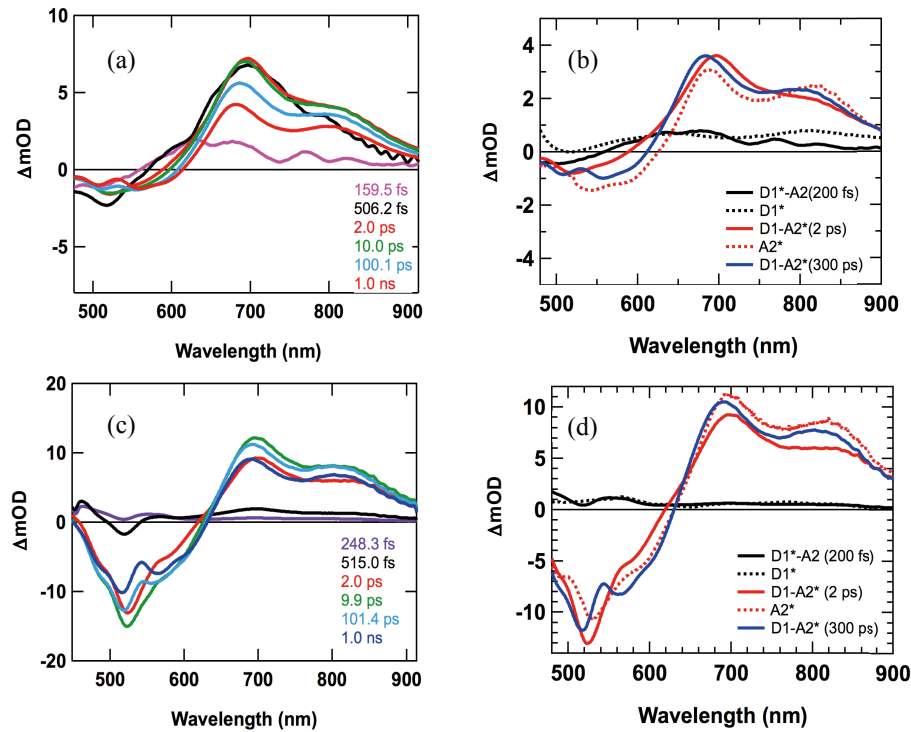 (a)
10
5
0
-5
ΔmOD
159.5 fs
506.2 fs
2.0 ps
10.0 ps
100.1 ps
1.0 ns
500 600 700 800 900
Wavelength (nm)
(b)
4
2
0
-2
-4
ΔmOD
D1*-A2(200 fs)
D1*
D1-A2*(2 ps)
A2*
D1-A2*(300 ps)
500 600 700 800 900
Wavelength (nm)
(c)
20
10
0
-10
-20
ΔmOD
248.3 fs
515.0 fs
2.0 ps
9.9 ps
101.4 ps
1.0 ns
500 600 700 800 900
Wavelength (nm)
(d)
10
5
0
-5
-10
ΔmOD
D1*-A2 (200 fs)
D1*
D1-A2* (2 ps)
A2*
D1-A2* (300 ps)
500 600 700 800 900
Wavelength (nm)